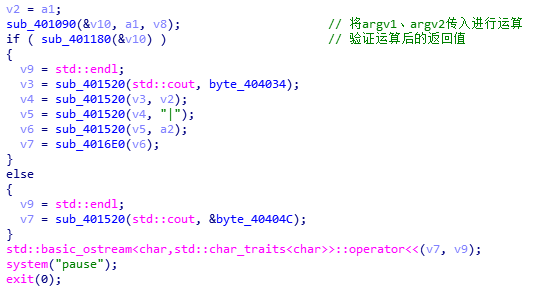 v2 = a1;
sub_401090(&v10, a1, v8); // 将argv1、argv2传入进行运算
if ( sub_401180(&v10) ) // 验证运算后的返回值
{
v9 = std::endl;
v3 = sub_401520(std::cout, byte_404034);
v4 = sub_401520(v3, v2);
v5 = sub_401520(v4, "|");
v6 = sub_401520(v5, a2);
v7 = sub_4016E0(v6);
}
else
{
v9 = std::endl;
v7 = sub_401520(std::cout, &byte_40404C);
}
std::basic_ostream<char,std::char_traits<char>>::operator<<(v7, v9);
system("pause");
exit(0);